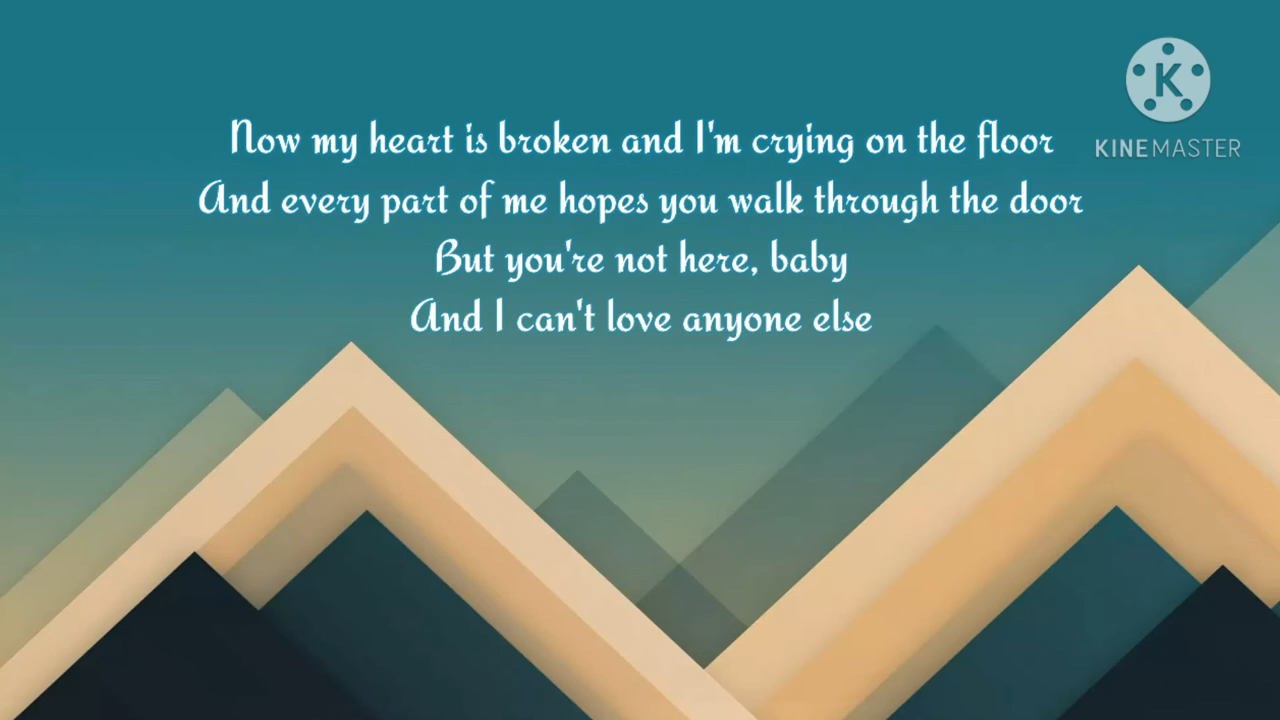 Now my heart is broken and I'm crying on the floor
And every part of me hopes you walk through the door
But you're not here, baby
And I can't love anyone else
K
KINEMASTER